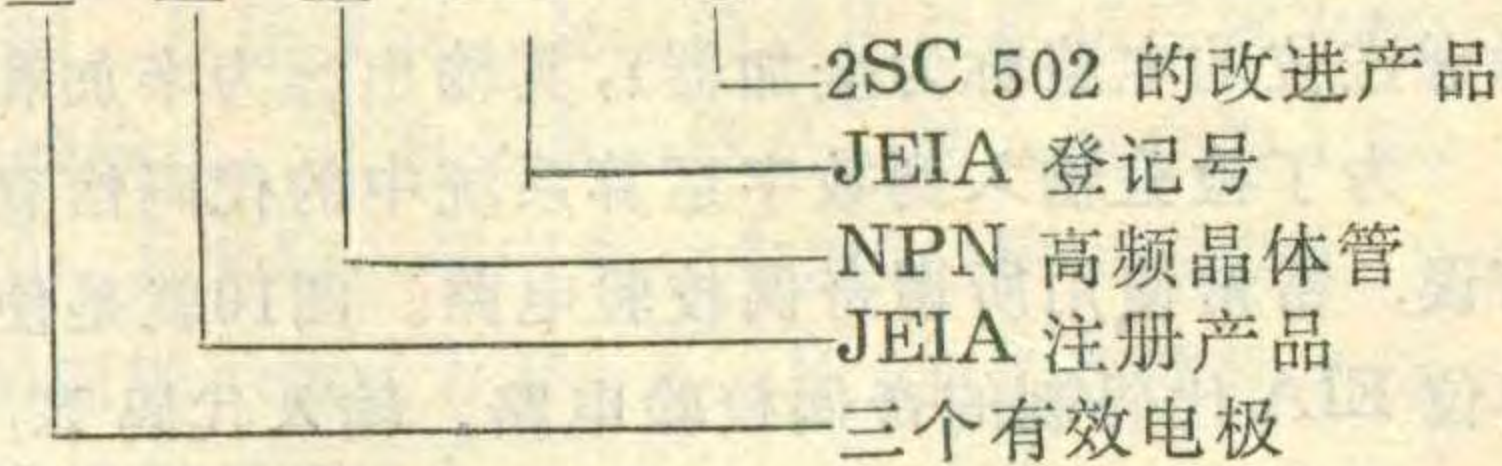 2SC 502 的改进产品
JEIA 登记号
NPN 高频晶体管
JEIA 注册产品
三个有效电极